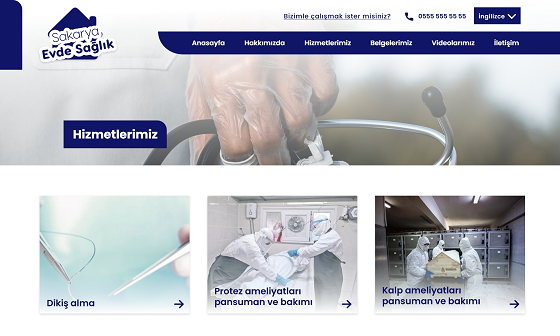 Bizimle çalışmak ister misiniz?
0555 555 55 55
İngilizce
Sakarya
Evde Sağlık
Anasayfa
Hakkımızda
Hizmetlerimiz
Belgelerimiz
Videolarımız
İletişim
Hizmetlerimiz
Dikiş alma
Protez ameliyatları
pansuman ve bakımı
Kalp ameliyatları
pansuman ve bakımı